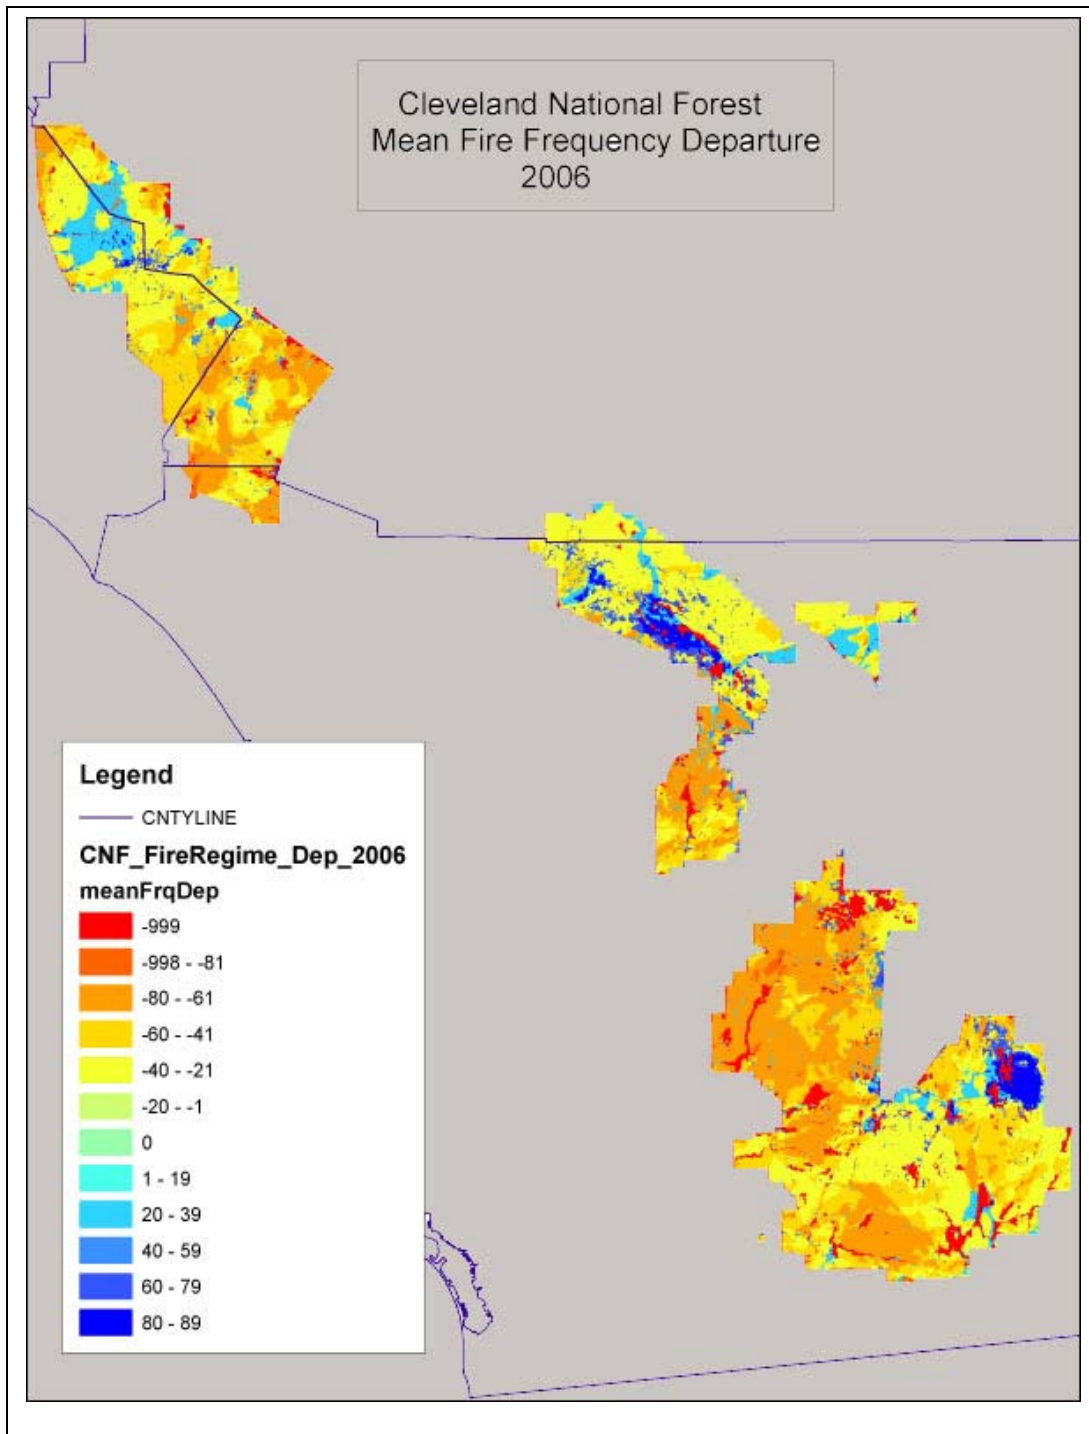 Cleveland National Forest
Mean Fire Frequency Departure
2006
Legend
CNTYLINE
CNF_FireRegime_Dep_2006
meanFrqDep
-999
-998 - -81
-80 - -61
-60 - -41
-40 - -21
-20 - -1
0
1 - 19
20 - 39
40 - 59
60 - 79
80 - 89